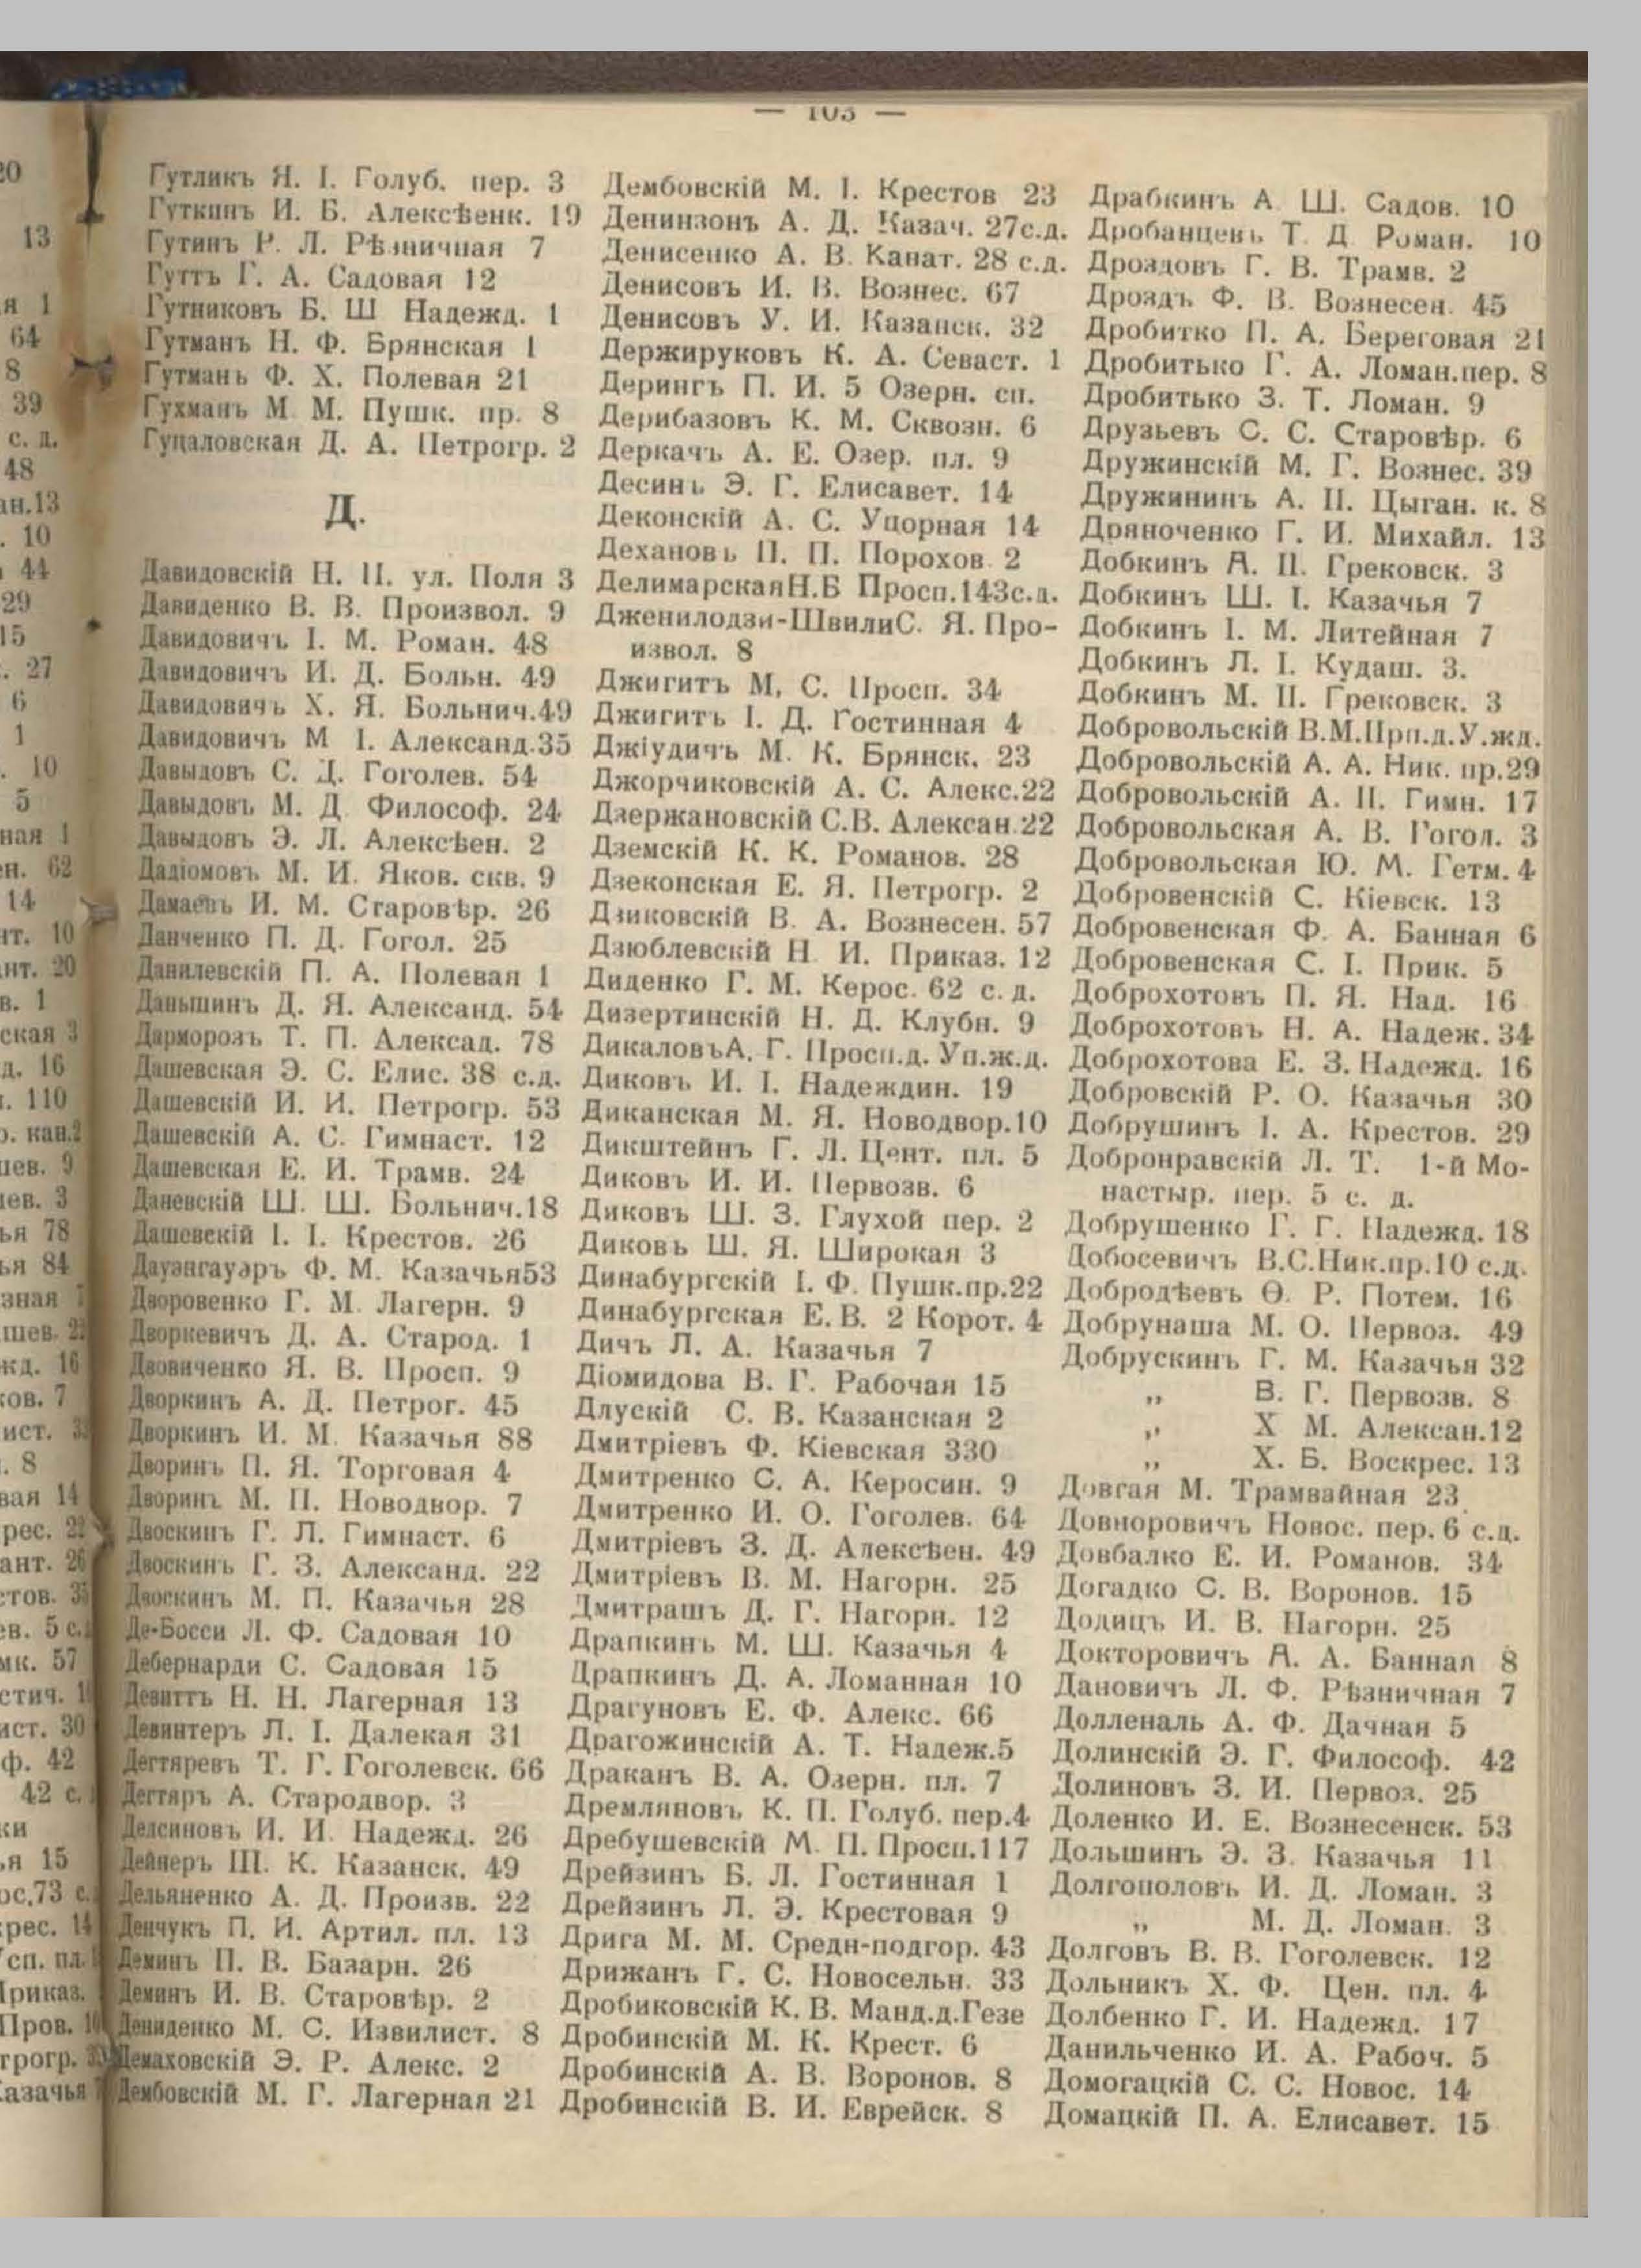 — 103 —
Гутликъ Я. І. Голуб. пер. 3
Гуткинъ И. Б. Алексѣенк. 19
Гутинъ Р. Л. Рѣзничная 7
Гуттъ Г. А. Садовая 12
Гутниковъ Б. Ш Надежд. 1
Гутманъ Н. Ф. Брянская 1
Гутманъ Ф. Х. Полевая 21
Гухманъ М М. Пушк. пр. 8
Гуцаловская Д. А. Петрогр. 2
Д.
Давидовскій Н. П. ул. Поля 3
Давиденко В. В. Произвол. 9
Давидовичъ І. М. Роман. 48
Давидовичъ И. Д. Больн. 49
Давидовичъ Х. Я. Больнич.49
Давидовичъ М І. Александ.35
Давыдовъ С. Д. Гоголев. 54
Давыдовъ М. Д Философ. 24
Давыдовъ Э. Л. Алексѣен. 2
Дадіомовъ М. И. Яков. скв. 9
Дамаевъ И. М. Старовѣр. 26
Данченко П. Д. Гогол. 25
Данилевскій П. А. Полевая 1
Даньшинъ Д. Я. Александ. 54
Дарморозъ Т. П. Алексад. 78
Дашевская Э. С. Елис. 38 с.д.
Дашевскій И. И. Петрогр. 53
Дашевскій А. С. Гимнаст. 12
Дашевская Е. И. Трамв. 24
Даневскій Ш. Ш. Больнич.18
Дашевскій І. І. Крестов. 26
Дауэнгауэръ Ф. М. Казачья53
Дворовенко Г. М. Лагерн. 9
Дворкевичъ Д. А. Старод. 1
Двовиченко Я. В. Просп. 9
Дворкинъ А. Д. Петрог. 45
Дворкинъ И. М. Казачья 88
Дворинъ П. Я. Торговая 4
Дворинъ М. П. Новодвор. 7
Двоскинъ Г. Л. Гимнаст. 6
Двоскинъ Г. З. Александ. 22
Двоскинъ М. П. Казачья 28
Де-Босси Л. Ф. Садовая 10
Дебернарди С. Садовая 15
Девиттъ Н. Н. Лагерная 13
Девинтеръ Л. І. Далекая 31
Дегтяревъ Т. Г. Гоголевск. 66
Дегтяръ А. Стародвор. 3
Делсиновъ И. И. Надежд. 26
Дейнеръ Ш. К. Казанск. 49
Дельяненко А. Д. Произв. 22
Денчукъ П. И. Артил. пл. 13
Деминъ П. В. Базарн. 26
Деминъ И. В. Старовѣр. 2
Дениденко М. С. Извилист. 8
Демаховскій Э. Р. Алекс. 2
Дембовскій М. Г. Лагерная 21
Дембовскій М. І. Крестов 23
Денинзонъ А. Д. Казач. 27с.д.
Денисенко А. В. Канат. 28 с.д.
Денисовъ И. В. Вознес. 67
Денисовъ У. И. Казанск. 32
Держируковъ К. А. Севаст. 1
Дерингъ П. И. 5 Озерн. сп.
Дерибазовъ К. М. Сквозн. 6
Деркачъ А. Е. Озер. пл. 9
Десинъ Э. Г. Елисавет. 14
Деконскій А. С. Упорная 14
Дехановъ П. П. Порохов. 2
ДелимарскаяН.Б Просп.143с.д.
Дженилодзи-ШвилиС. Я. Про-
извол. 8
Джигитъ М, С. Просп. 34
Джигитъ І. Д. Гостинная 4
Джіудичъ М. К. Брянск. 23
Джорчиковскій А. С. Алекс.22
Дзержановскій С.В. Алексан.22
Дземскій К. К. Романов. 28
Дзеконская Е. Я. Петрогр. 2
Дзиковскій В. А. Вознесен. 57
Дзюблевскій Н И. Приказ. 12
Диденко Г. М. Керос. 62 с. д.
Дизертинскій Н. Д. Клубн. 9
ДикаловъА. Г. Просп.д. Уп.ж.д.
Диковъ И. І. Надеждин. 19
Диканская М. Я. Новодвор.10
Дикштейнъ Г. Л. Цент. пл. 5
Диковъ И. И. Первозв. 6
Диковъ Ш. З. Глухой пер. 2
Диковъ Ш. Я. Широкая 3
Динабургскій І. Ф. Пушк.пр.22
Динабургская Е. В. 2 Корот. 4
Дичъ Л. А. Казачья 7
Діомидова В. Г. Рабочая 15
Длускій С. В. Казанская 2
Дмитріевъ Ф. Кіевская 330
Дмитренко С. А. Керосин. 9
Дмитренко И. О. Гоголев. 64
Дмитріевъ З. Д. Алексѣен. 49
Дмитріевъ В. М. Нагорн. 25
Дмитрашъ Д. Г. Нагорн. 12
Драпкинъ М. Ш. Казачья 4
Драпкинъ Д. А. Ломанная 10
Драгуновъ Е. Ф. Алекс. 66
Драгожинскій А. Т. Надеж.5
Драканъ В. А. Озерн. пл. 7
Дремляновъ К. П. Голуб. пер.4
Дребушевскій М. П. Просп.117
Дрейзинъ Б. Л. Гостинная 1
Дрейзинъ Л. Э. Крестовая 9
Дрига М. М. Средн-подгор. 43
Дрижанъ Г. С. Новосельн. 33
Дробиковскій К. В. Манд.д.Гезе
Дробинскій М. К. Крест. 6
Дробинскій А. В. Воронов. 8
Дробинскій В. И. Еврейск. 8
Драбкинъ А Ш. Садов. 10
Дробанцевъ Т. Д Роман. 10
Дроздовъ Г. В. Трамв. 2
Дроздъ Ф. В. Вознесен. 45
Дробитко П. А. Береговая 21
Дробитько Г. А. Ломан.пер. 8
Дробитько З. Т. Ломан. 9
Друзьевъ С. С. Старовѣр. 6
Дружинскій М. Г. Вознес. 39
Дружининъ А. П. Цыган. к. 8
Дряноченко Г. И. Михайл. 13
Добкинъ А. П. Грековск. 3
Добкинъ Ш. І. Казачья 7
Добкинъ І. М. Литейная 7
Добкинъ Л. І. Кудаш. 3.
Добкинъ М. П. Грековск. 3
Добровольскій В.М.Прп.д.У.жд.
Добровольскій А. А. Ник. пр.29
Добровольскій А. П. Гимн. 17
Добровольская А. В. Гогол. 3
Добровольская Ю. М. Гетм. 4
Добровенскій С. Кіевск. 13
Добровенская Ф. А. Банная 6
Добровенская С. І. Прик. 5
Доброхотовъ П. Я. Над. 16
Доброхотовъ Н. А. Надеж. 34
Доброхотова Е. З. Надежд. 16
Добровскій Р. О. Казачья 30
Добрушинъ І. А. Крестов. 29
Добронравскій Л. Т. 1-й Мо-
настыр. пер. 5 с. д.
Добрушенко Г. Г. Надежд. 18
Добосевичъ В.С.Ник.пр.10 с.д.
Добродѣевъ Ѳ. Р. Потем. 16
Добрунаша М. О. Первоз. 49
Добрускинъ Г. М. Казачья 32
„ В. Г. Первозв. 8
„ Х М. Алексан.12
„ Х. Б. Воскрес. 13
Довгая М. Трамвайная 23
Довноровичъ Новос. пер. 6 с.д.
Довбалко Е. И. Романов. 34
Догадко С. В. Воронов. 15
Додицъ И. В. Нагорн. 25
Докторовичъ А. А. Банная 8
Дановичъ Л. Ф. Рѣзничная 7
Долленаль А. Ф. Дачная 5
Долинскій Э. Г. Философ. 42
Долиновъ З. И. Первоз. 25
Доленко И. Е. Вознесенск. 53
Дольшинъ Э. З. Казачья 11
Долгополовъ И. Д. Ломан. 3
„ М. Д. Ломан. 3
Долговъ В. В. Гоголевск. 12
Дольникъ Х. Ф. Цен. пл. 4
Долбенко Г. И. Надежд. 17
Данильченко И. А. Рабоч. 5
Домогацкій С. С. Новос. 14
Домацкій П. А. Елисавет. 15